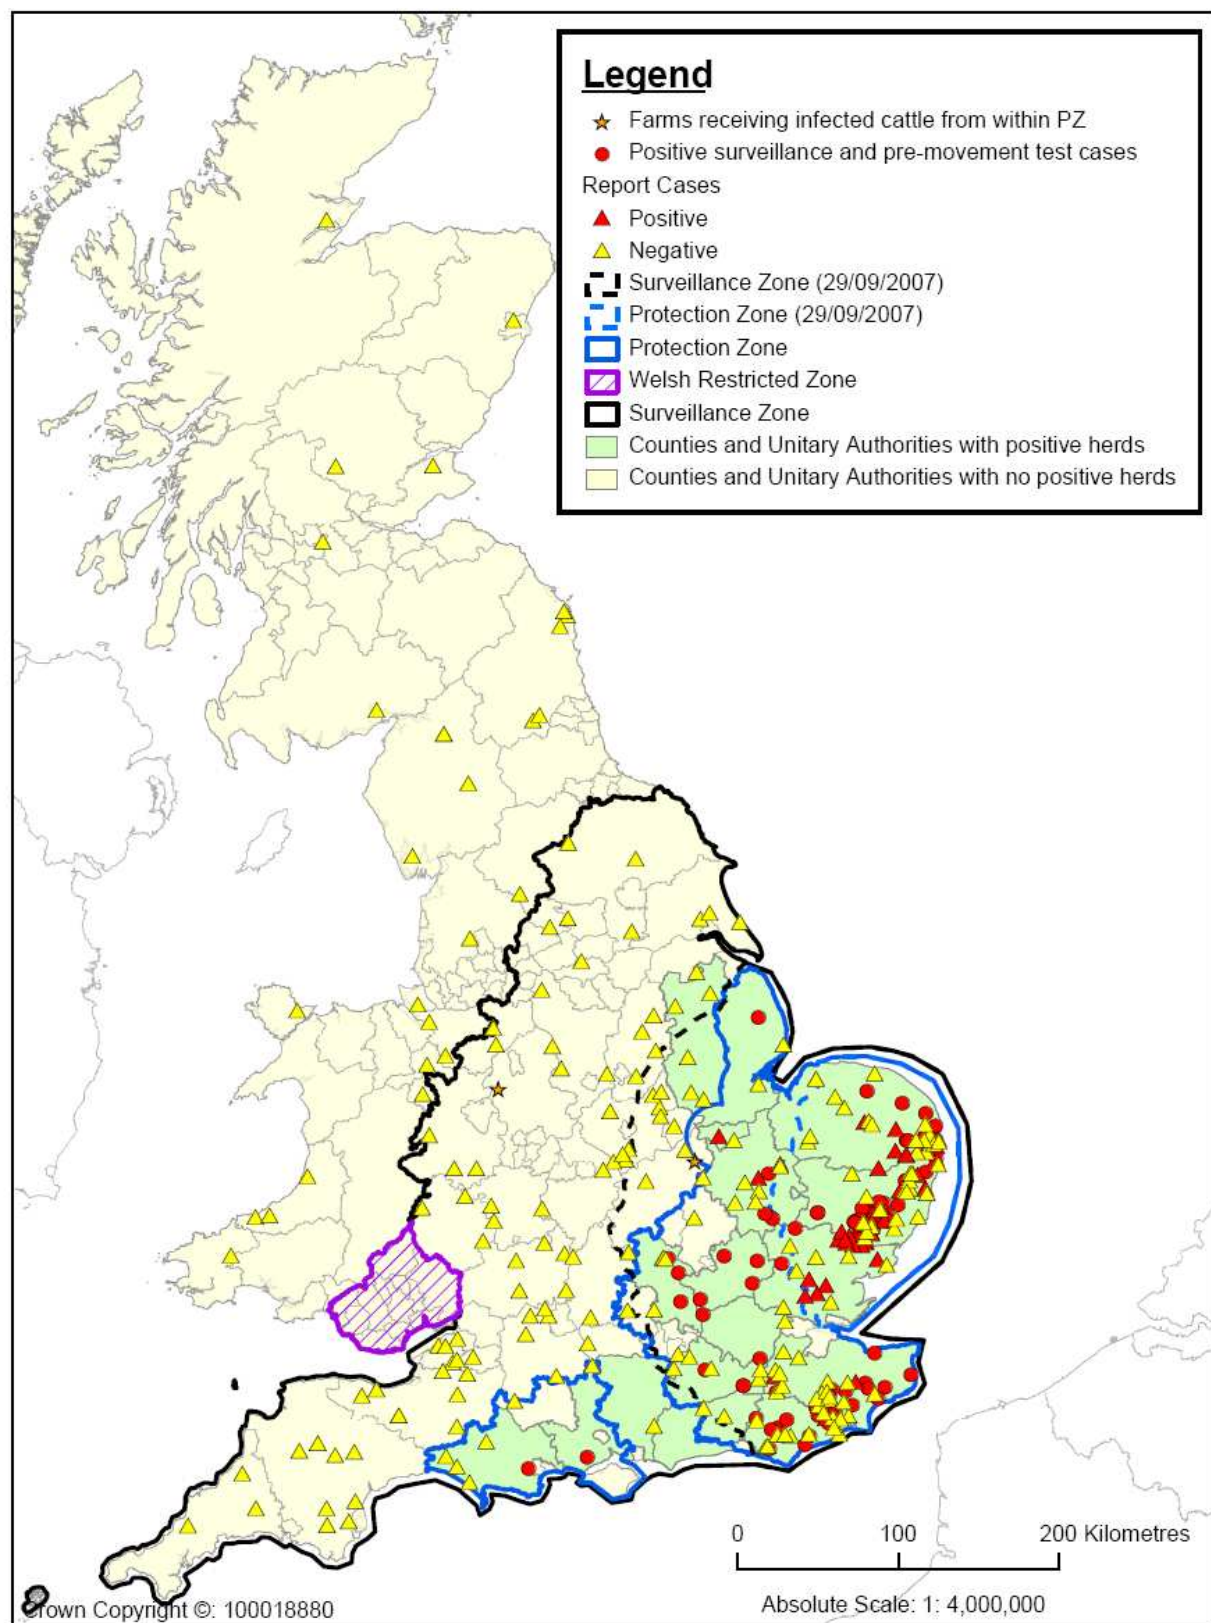 Legend
Farms receiving infected cattle from within PZ
Positive surveillance and pre-movement test cases
Report Cases
Positive
Negative
Surveillance Zone (29/09/2007)
Protection Zone (29/09/2007)
Protection Zone
Welsh Restricted Zone
Surveillance Zone
Counties and Unitary Authorities with positive herds
Counties and Unitary Authorities with no positive herds
0 100 200 Kilometres
Absolute Scale: 1: 4,000,000
Crown Copyright ©: 100018880